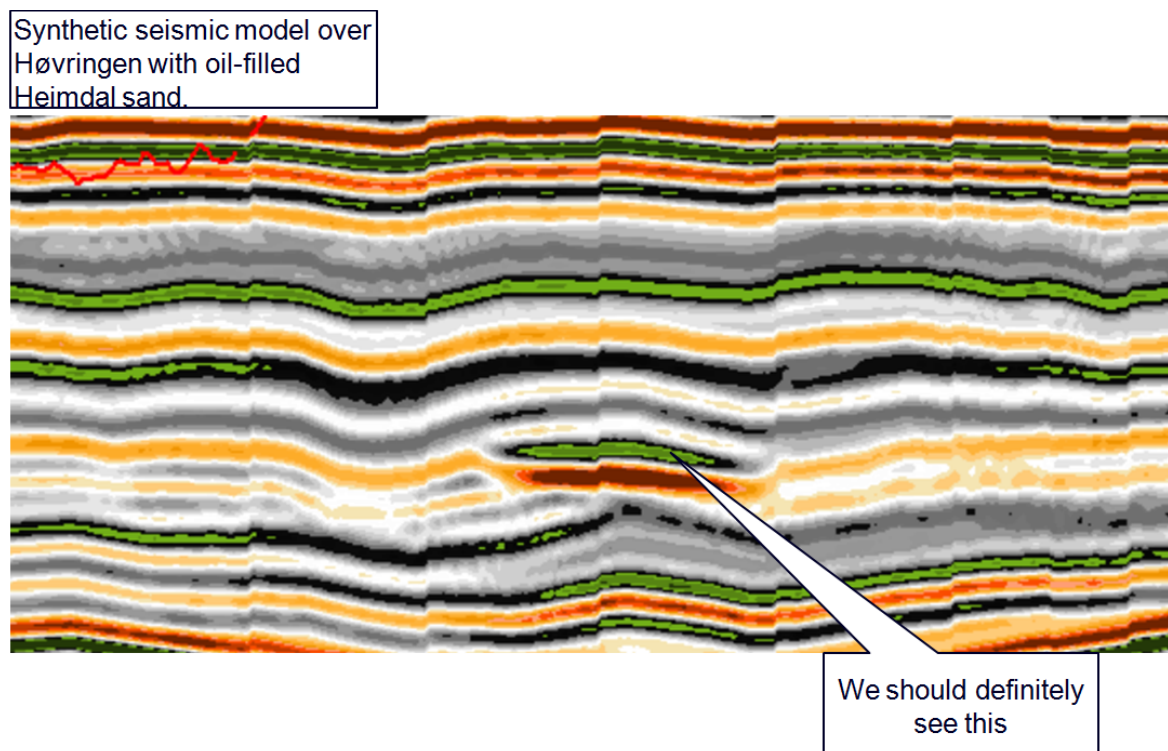 Synthetic seismic model over
Høvringen with oil-filled
Heimdal sand.
We should definitely
see this